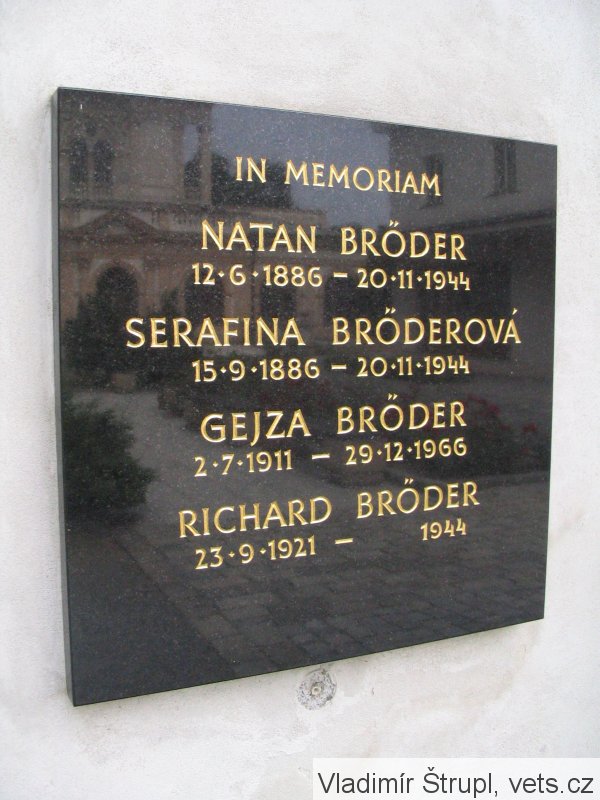 IN MEMORIAM
NATAN BRŐDER
12·6·1886 – 20·11·1944
SERAFINA BRŐDEROVÁ
15·9·1886 – 20·11·1944
GEJZA BRŐDER
2·7·1911 – 29·12·1966
RICHARD BRŐDER
23·9·1921 – 1944
Vladimír Štrupl, vets.cz